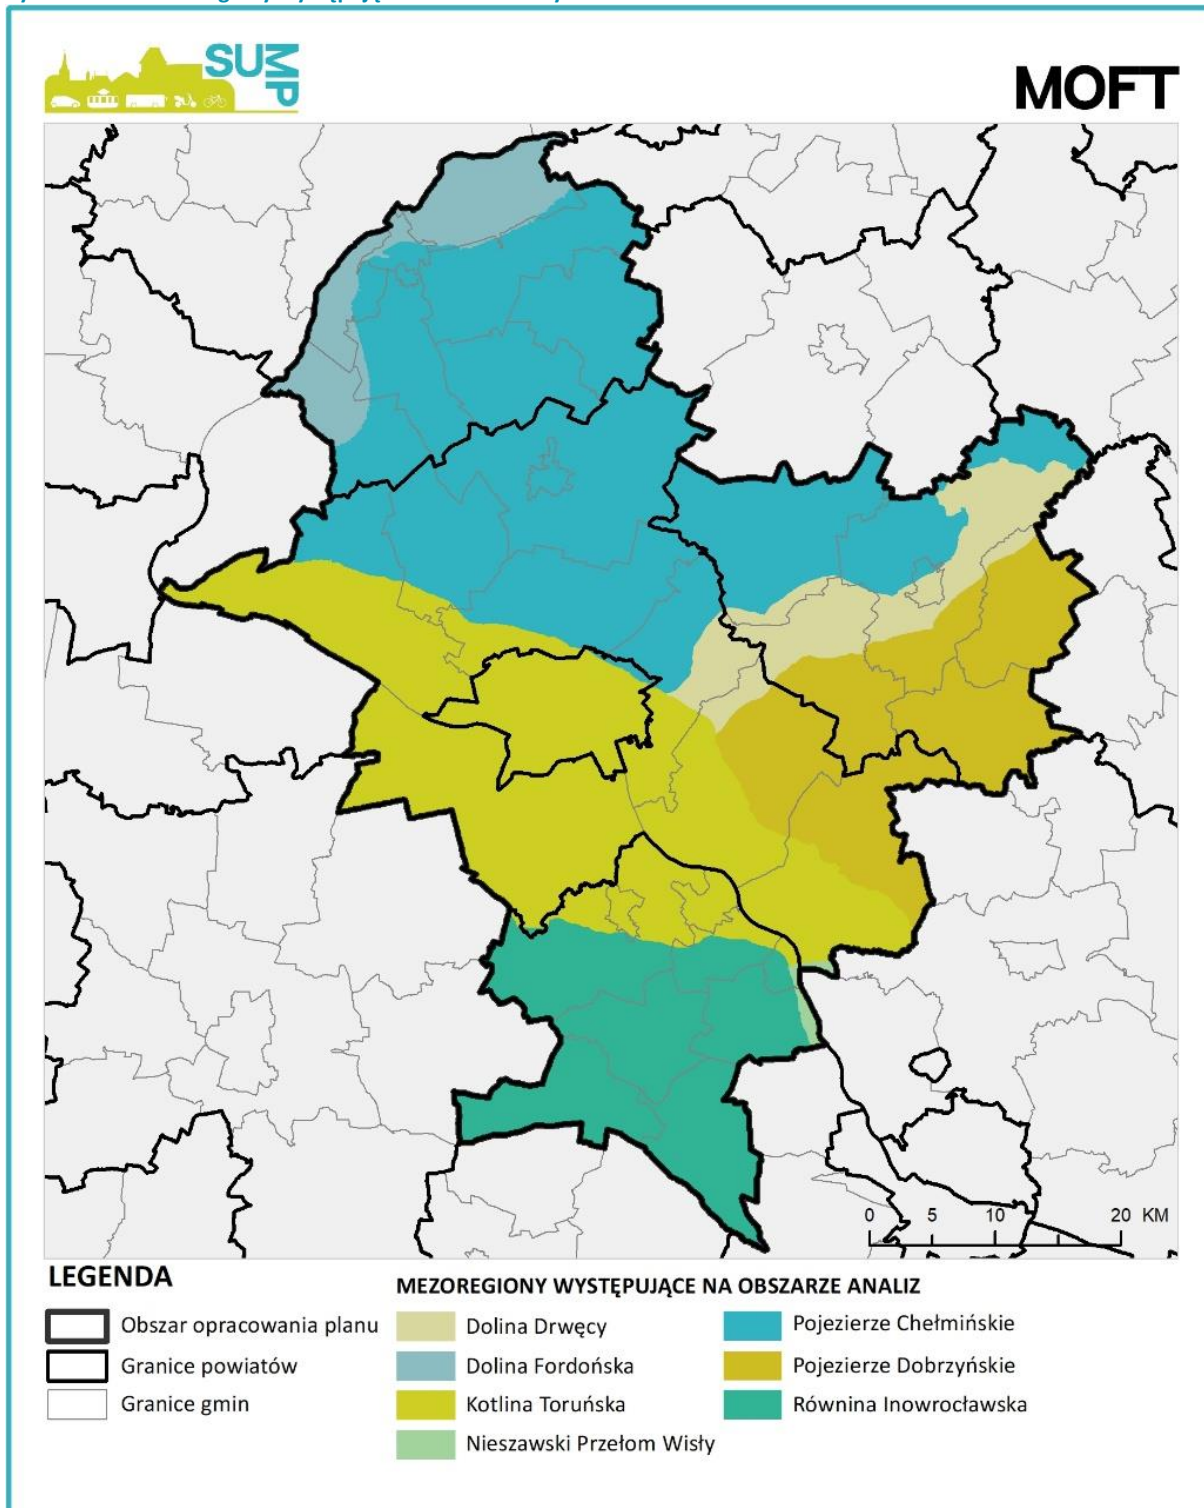 SUMP
MOFT
0 5 10 20 KM
LEGENDA
Obszar opracowania planu
Granice powiatów
Granice gmin
MEZOREGIONY WYSTĘPUJĄCE NA OBSZARZE ANALIZ
Dolina Drwęcy
Dolina Fordońska
Kotlina Toruńska
Nieszawski Przełom Wisły
Pojezierze Chełmińskie
Pojezierze Dobrzyńskie
Równina Inowrocławska